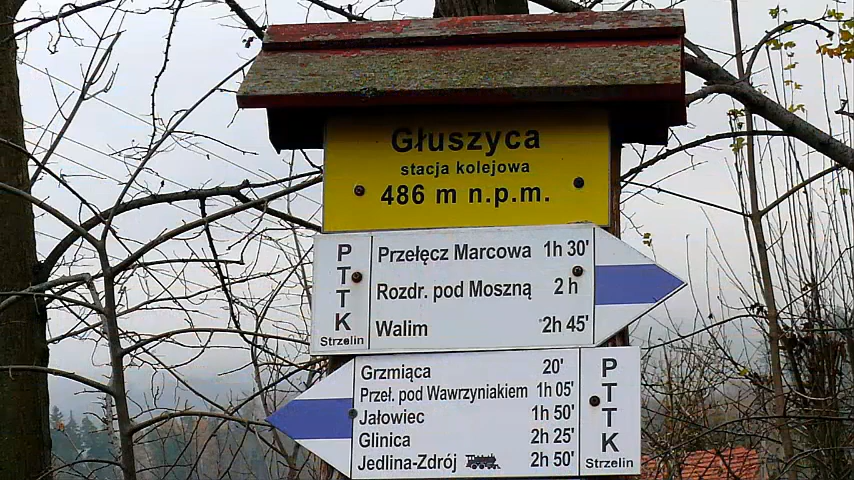 Głuszyca
stacja kolejowa
486 m n.p.m.
PTTK
Strzelin
Przełęcz Marcowa 1h 30'
Rozdr. pod Moszną 2 h
Walim 2h 45'
Grzmiąca 20'
Przeł. pod Wawrzyniakiem 1h 05'
Jałowiec 1h 50'
Glinica 2h 25'
Jedlina-Zdrój 2h 50'
PTTK
Strzelin